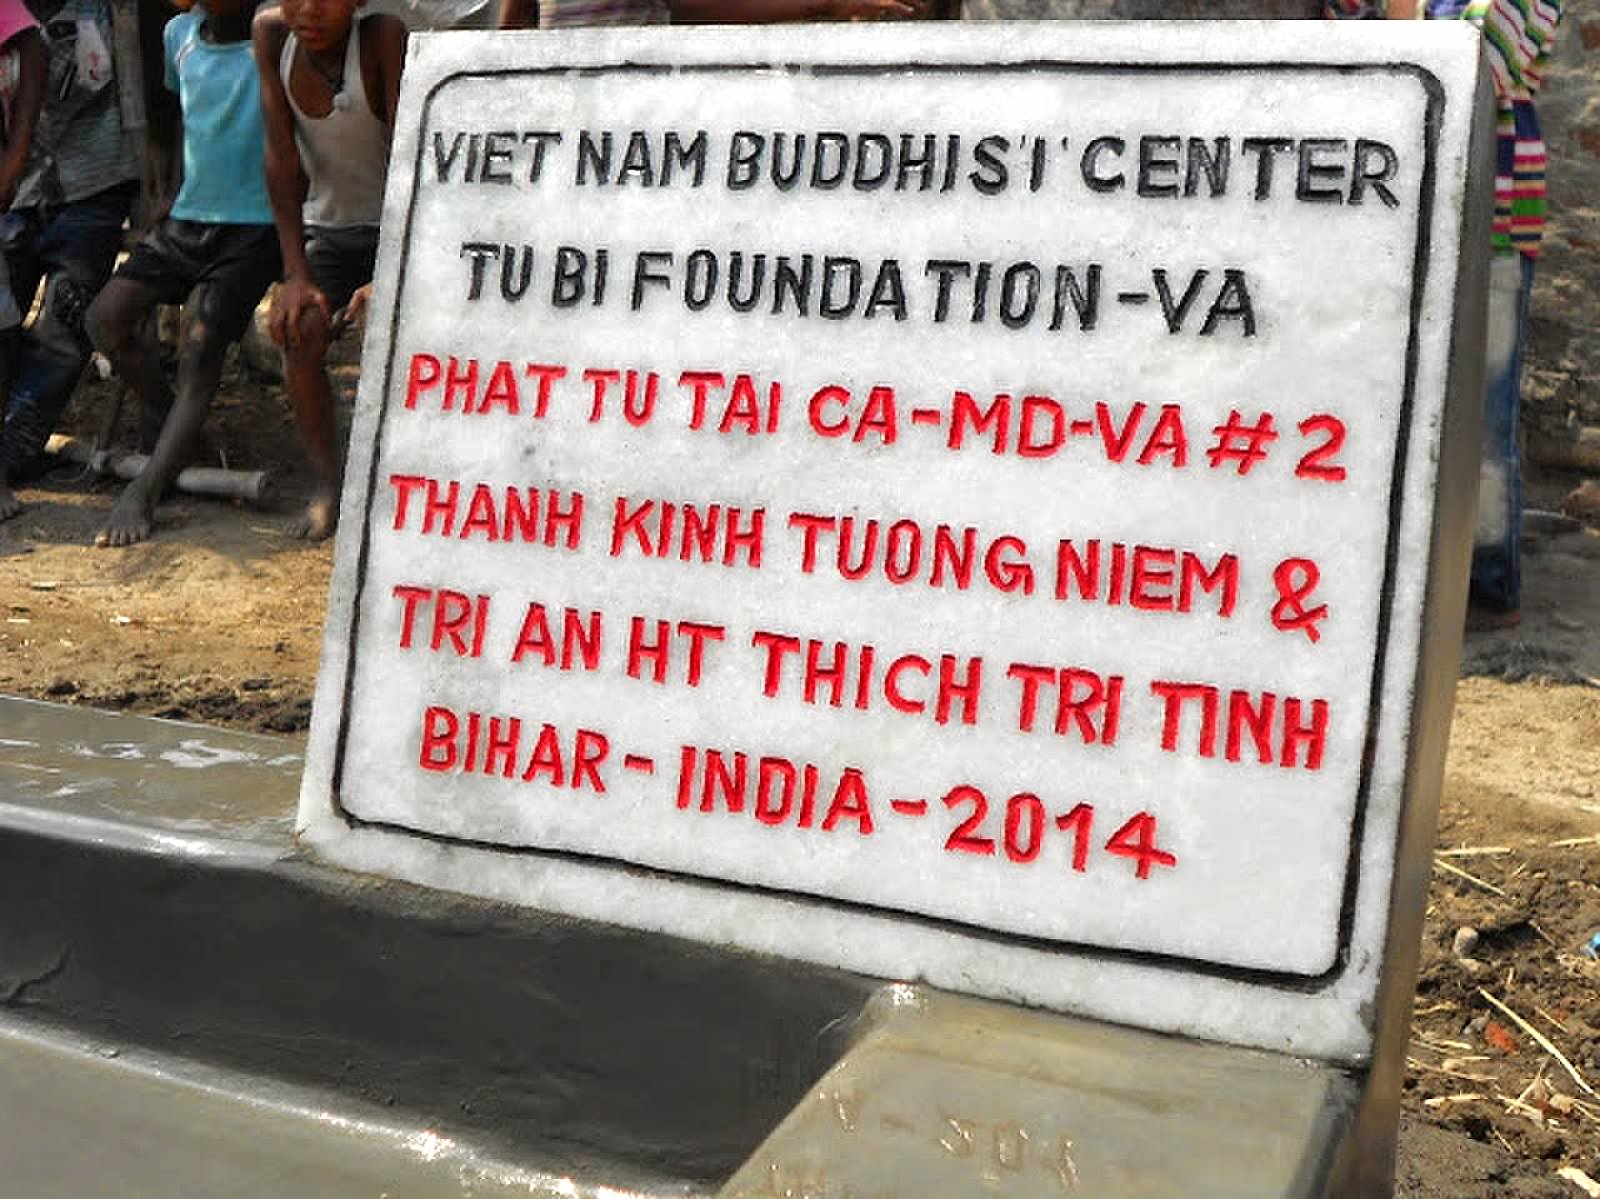 VIET NAM BUDDHIST CENTER
TU BI FOUNDATION-VA
PHAT TU TAI CA-MD-VA # 2
THANH KINH TUONG NIEM &
TRI AN HT THICH TRI TINH
BIHAR - INDIA - 2014